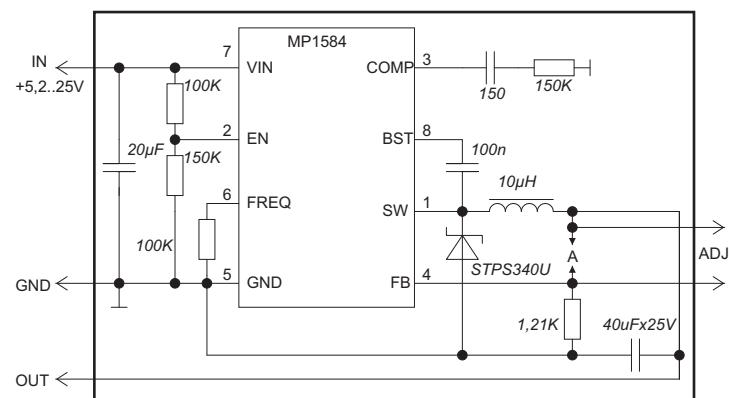 MP1584
7
IN
VIN
COMP
3
+5,2..25V
100K
150
150K
2
EN
BST
8
20µF
150K
100n
10µH
6
FREQ
SW
1
100K
ADJ
A
STPS340U
GND
5
GND
FB
4
1,21K
40uFx25V
OUT